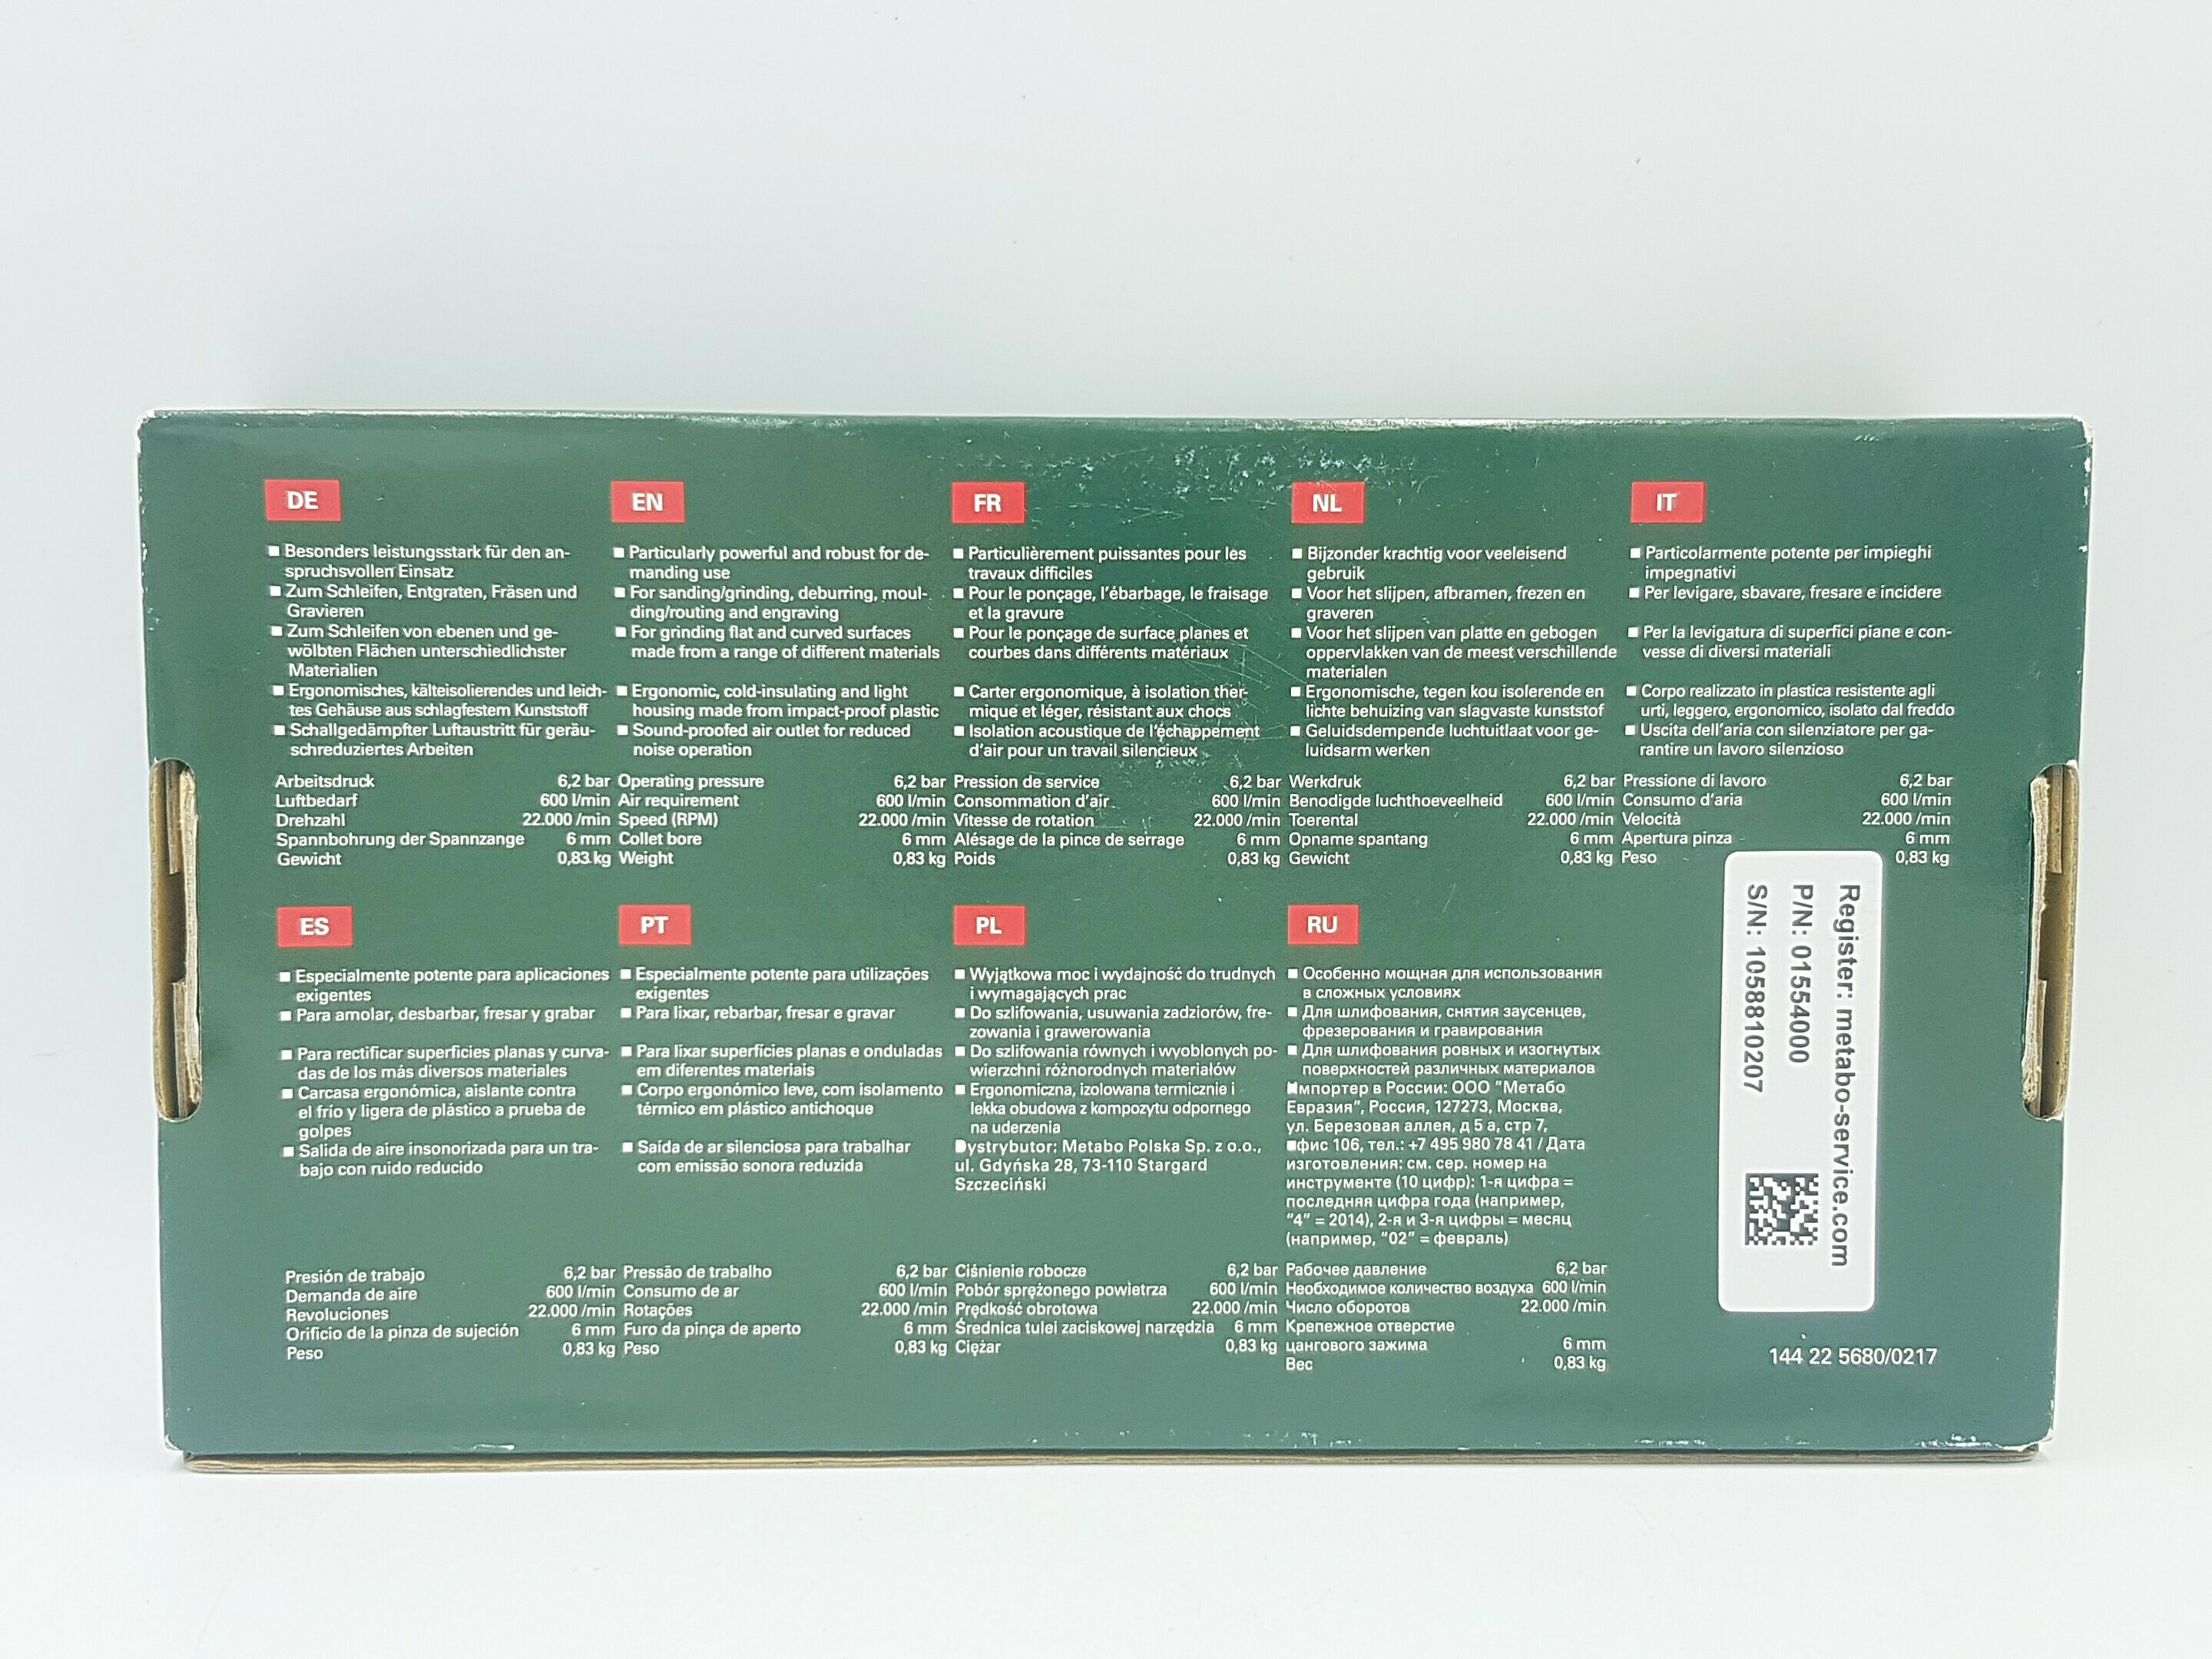 DE
Besonders leistungsstark für den an-
spruchsvollen Einsatz
Zum Schleifen, Entgraten, Fräsen und
Gravieren
Zum Schleifen von ebenen und ge-
wölbten Flächen unterschiedlichster
Materialien
Ergonomisches, kälteisolierendes und leich-
tes Gehäuse aus schlagfestem Kunststoff
Schallgedämpfter Luftaustritt für geräu-
schreduziertes Arbeiten
Arbeitsdruck 6,2 bar
Luftbedarf 600 l/min
Drehzahl 22.000 /min
Spannbohrung der Spannzange 6 mm
Gewicht 0,83 kg
EN
Particularly powerful and robust for de-
manding use
For sanding/grinding, deburring, moul-
ding/routing and engraving
For grinding flat and curved surfaces
made from a range of different materials
Ergonomic, cold-insulating and light
housing made from impact-proof plastic
Sound-proofed air outlet for reduced
noise operation
Operating pressure 6,2 bar
Air requirement 600 l/min
Speed (RPM) 22.000 /min
Collet bore 6 mm
Weight 0,83 kg
FR
Particulièrement puissantes pour les
travaux difficiles
Pour le ponçage, l'ébarbage, le fraisage
et la gravure
Pour le ponçage de surface planes et
courbes dans différents matériaux
Carter ergonomique, à isolation ther-
mique et léger, résistant aux chocs
Isolation acoustique de l'échappement
d'air pour un travail silencieux
Pression de service 6,2 bar
Consommation d'air 600 l/min
Vitesse de rotation 22.000 /min
Alésage de la pince de serrage 6 mm
Poids 0,83 kg
NL
Bijzonder krachtig voor veeleisend
gebruik
Voor het slijpen, afbramen, frezen en
graveren
Voor het slijpen van platte en gebogen
oppervlakken van de meest verschillende
materialen
Ergonomische, tegen kou isolerende en
lichte behuizing van slagvaste kunststof
Geluidsdempende luchtuitlaat voor ge-
luidsarm werken
Werkdruk 6,2 bar
Benodigde luchthoeveelheid 600 l/min
Toerental 22.000 /min
Opname spantang 6 mm
Gewicht 0,83 kg
IT
Particolarmente potente per impieghi
impegnativi
Per levigare, sbavare, fresare e incidere
Per la levigatura di superfici piane e con-
vesse di diversi materiali
Corpo realizzato in plastica resistente agli
urti, leggero, ergonomico, isolato dal freddo
Uscita dell'aria con silenziatore per ga-
rantire un lavoro silenzioso
Pressione di lavoro 6,2 bar
Consumo d'aria 600 l/min
Velocità 22.000 /min
Apertura pinza 6 mm
Peso 0,83 kg
ES
Especialmente potente para aplicaciones
exigentes
Para amolar, desbarbar, fresar y grabar
Para rectificar superficies planas y curva-
das de los más diversos materiales
Carcasa ergonómica, aislante contra
el frío y ligera de plástico a prueba de
golpes
Salida de aire insonorizada para un tra-
bajo con ruido reducido
Presión de trabajo 6,2 bar
Demanda de aire 600 l/min
Revoluciones 22.000 /min
Orificio de la pinza de sujeción 6 mm
Peso 0,83 kg
PT
Especialmente potente para utilizações
exigentes
Para lixar, rebarbar, fresar e gravar
Para lixar superfícies planas e onduladas
em diferentes materiais
Corpo ergonómico leve, com isolamento
térmico em plástico antichoque
Saída de ar silenciosa para trabalhar
com emissão sonora reduzida
Pressão de trabalho 6,2 bar
Consumo de ar 600 l/min
Rotações 22.000 /min
Furo da pinça de aperto 6 mm
Peso 0,83 kg
PL
Wyjątkowa moc i wydajność do trudnych
i wymagających prac
Do szlifowania, usuwania zadziorów, fre-
zowania i grawerowania
Do szlifowania równych i wyoblonych po-
wierzchni różnorodnych materiałów
Ergonomiczna, izolowana termicznie i
lekka obudowa z kompozytu odpornego
na uderzenia
Dystrybutor: Metabo Polska Sp. z o.o.,
ul. Gdyńska 28, 73-110 Stargard
Szczeciński
Ciśnienie robocze 6,2 bar
Pobór sprężonego powietrza 600 l/min
Prędkość obrotowa 22.000 /min
Średnica tulei zaciskowej narzędzia 6 mm
Ciężar 0,83 kg
RU
Особенно мощная для использования
в сложных условиях
Для шлифования, снятия заусенцев,
фрезерования и гравирования
Для шлифования ровных и изогнутых
поверхностей различных материалов
Импортер в России: ООО "Метабо
Евразия", Россия, 127273, Москва,
ул. Березовая аллея, д 5 а, стр 7,
офис 106, тел.: +7 495 980 78 41 / Дата
изготовления: см. сер. номер на
инструменте (10 цифр): 1-я цифра =
последняя цифра года (например,
"4" = 2014), 2-я и 3-я цифры = месяц
(например, "02" = февраль)
Рабочее давление 6,2 bar
Необходимое количество воздуха 600 l/min
Число оборотов 22.000 /min
Крепежное отверстие
цангового зажима 6 mm
Вес 0,83 kg
Register: metabo-service.com
P/N: 01554000
S/N: 1058810207
144 22 5680/0217